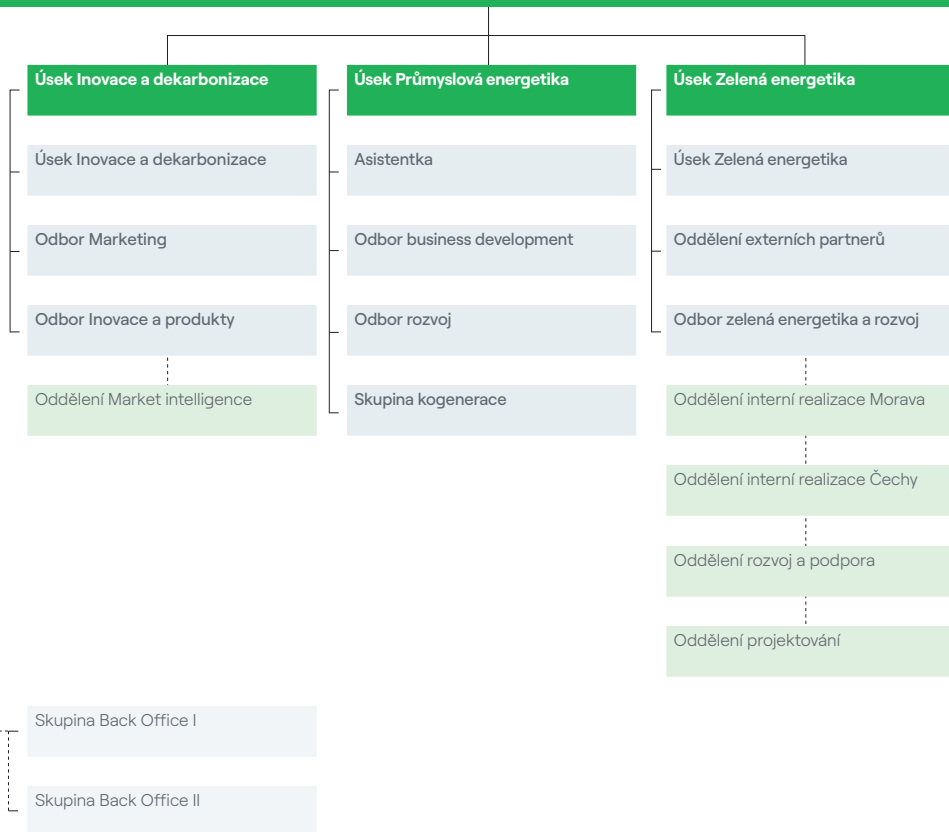 Úsek Inovace a dekarbonizace
Úsek Inovace a dekarbonizace
Odbor Marketing
Odbor Inovace a produkty
Oddělení Market intelligence
Úsek Průmyslová energetika
Asistentka
Odbor business development
Odbor rozvoj
Skupina kogenerace
Úsek Zelená energetika
Úsek Zelená energetika
Oddělení externích partnerů
Odbor zelená energetika a rozvoj
Oddělení interní realizace Morava
Oddělení interní realizace Čechy
Oddělení rozvoj a podpora
Oddělení projektování
Skupina Back Office I
Skupina Back Office II